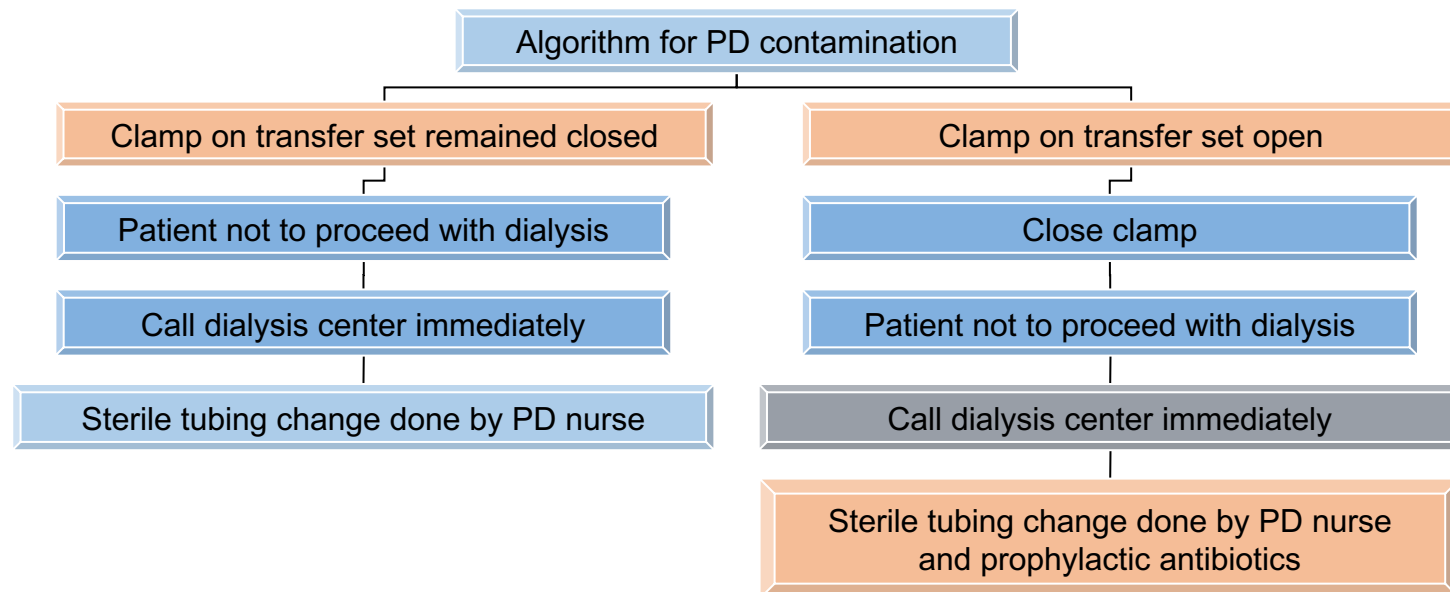 Algorithm for PD contamination
Clamp on transfer set remained closed
Patient not to proceed with dialysis
Call dialysis center immediately
Sterile tubing change done by PD nurse
Clamp on transfer set open
Close clamp
Patient not to proceed with dialysis
Call dialysis center immediately
Sterile tubing change done by PD nurse
and prophylactic antibiotics